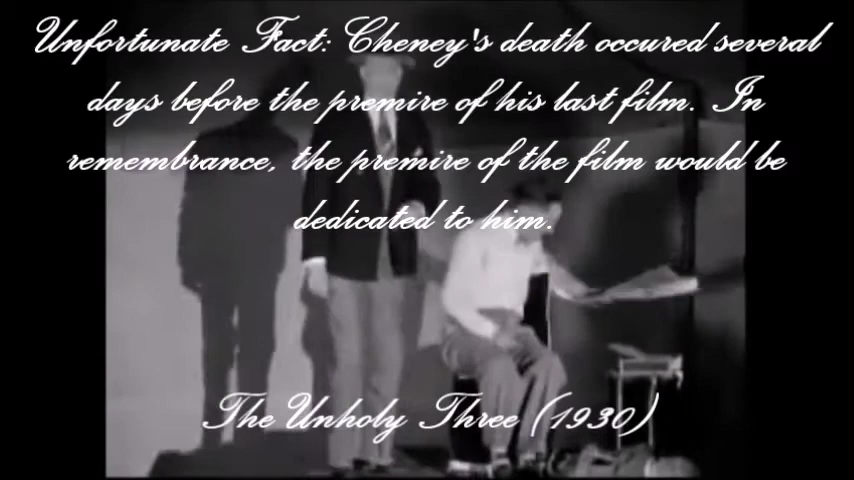 Unfortunate Fact: Cheney's death occured several
days before the premire of his last film. In
remembrance, the premire of the film would be
dedicated to him.
The Unholy Three (1930)